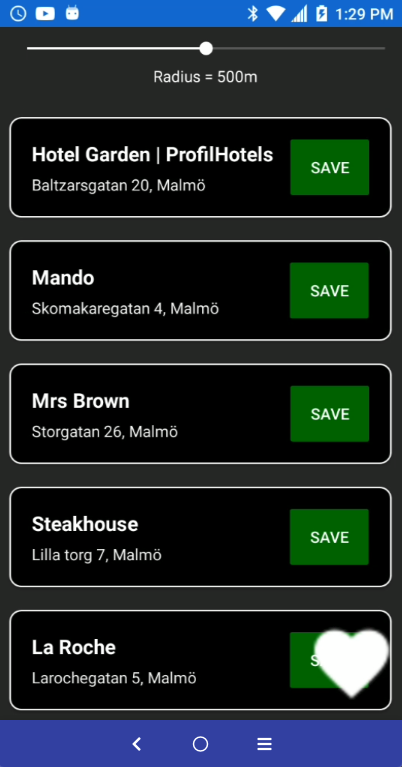 1:29 PM
Radius = 500m
Hotel Garden | ProfilHotels
Baltzarsgatan 20, Malmö
SAVE
Mando
Skomakaregatan 4, Malmö
SAVE
Mrs Brown
Storgatan 26, Malmö
SAVE
Steakhouse
Lilla torg 7, Malmö
SAVE
La Roche
Larochegatan 5, Malmö